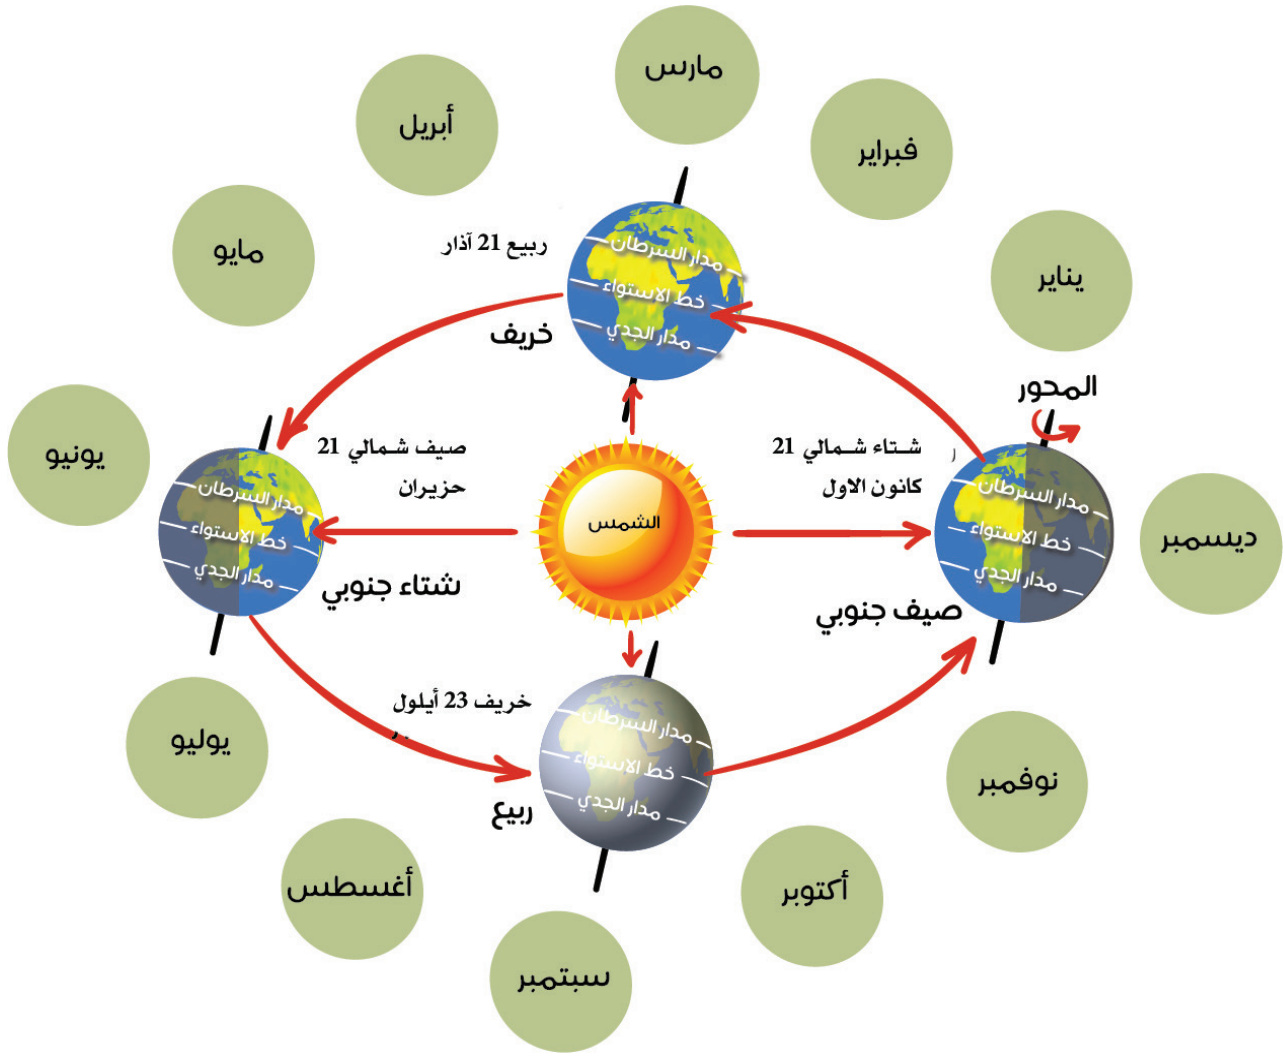 مارس
أبريل
فبراير
مايو
يناير
ربيع 21 آذار
مدار السرطان
خط الاستواء
مدار الجدي
خريف
المحور
يونيو
صيف شمالي 21
حزيران
شتاء شمالي 21
كانون الاول
ر
مدار السرطان
خط الاستواء
مدار الجدي
الشمس
مدار السرطان
خط الاستواء
مدار الجدي
ديسمبر
شتاء جنوبي
صيف جنوبي
خريف 23 أيلول
مدار السرطان
خط الاستواء
مدار الجدي
ربيع
يوليو
نوفمبر
أغسطس
أكتوبر
سبتمبر